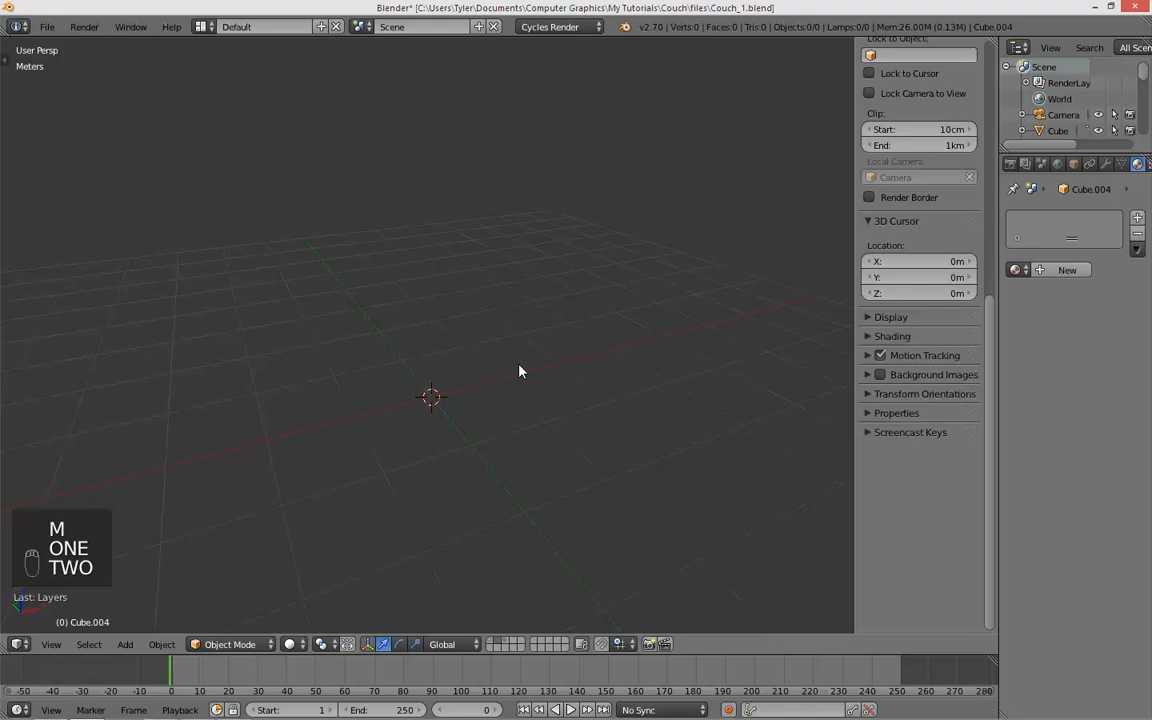 Blender* [C:\Users\Tyler\Documents\Computer Graphics\My Tutorials\Couch\files\Couch_1.blend]
File Render Window Help Default Scene Cycles Render v2.70 | Verts:0 | Faces:0 | Tris:0 | Objects:0/0 | Lamps:0/0 | Mem:26.00M (0.13M) | Cube.004
User Persp
Meters
Lock to Object:
Lock to Cursor
Lock Camera to View
Clip:
Start: 10cm
End: 1km
Local Camera:
Camera
Render Border
3D Cursor
Location:
X: 0m
Y: 0m
Z: 0m
Display
Shading
Motion Tracking
Background Images
Transform Orientations
Properties
Screencast Keys
View Search All Scen
Scene
RenderLay
World
Camera
Cube
Cube.004
New
M
ONE
TWO
Last: Layers
(0) Cube.004
View Select Add Object Object Mode Global
-50 -40 -30 -20 -10 0 10 20 30 40 50 60 70 80 90 100 110 120 130 140 150 160 170 180 190 200 210 220 230 240 250 260 270 280
View Marker Frame Playback Start: 1 End: 250 0 No Sync